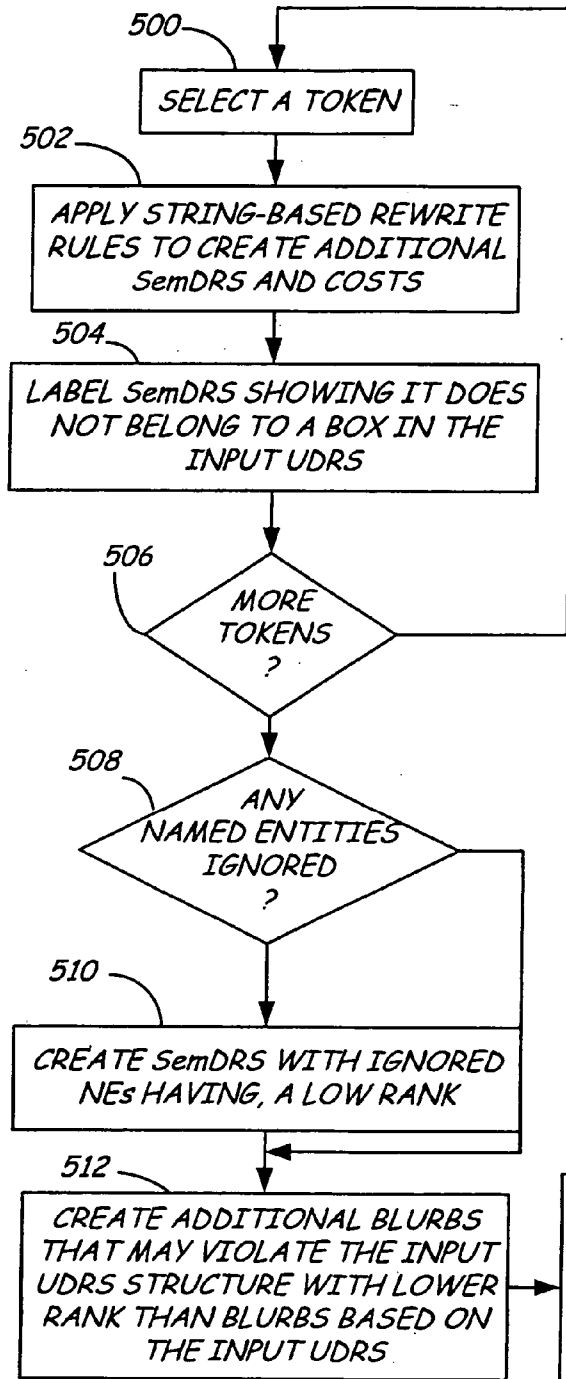 500
SELECT A TOKEN
502
APPLY STRING-BASED REWRITE
RULES TO CREATE ADDITIONAL
SemDRS AND COSTS
504
LABEL SemDRS SHOWING IT DOES
NOT BELONG TO A BOX IN THE
INPUT UDRS
506
MORE
TOKENS
?
508
ANY
NAMED ENTITIES
IGNORED
?
510
CREATE SemDRS WITH IGNORED
NEs HAVING, A LOW RANK
512
CREATE ADDITIONAL BLURBS
THAT MAY VIOLATE THE INPUT
UDRS STRUCTURE WITH LOWER
RANK THAN BLURBS BASED ON
THE INPUT UDRS